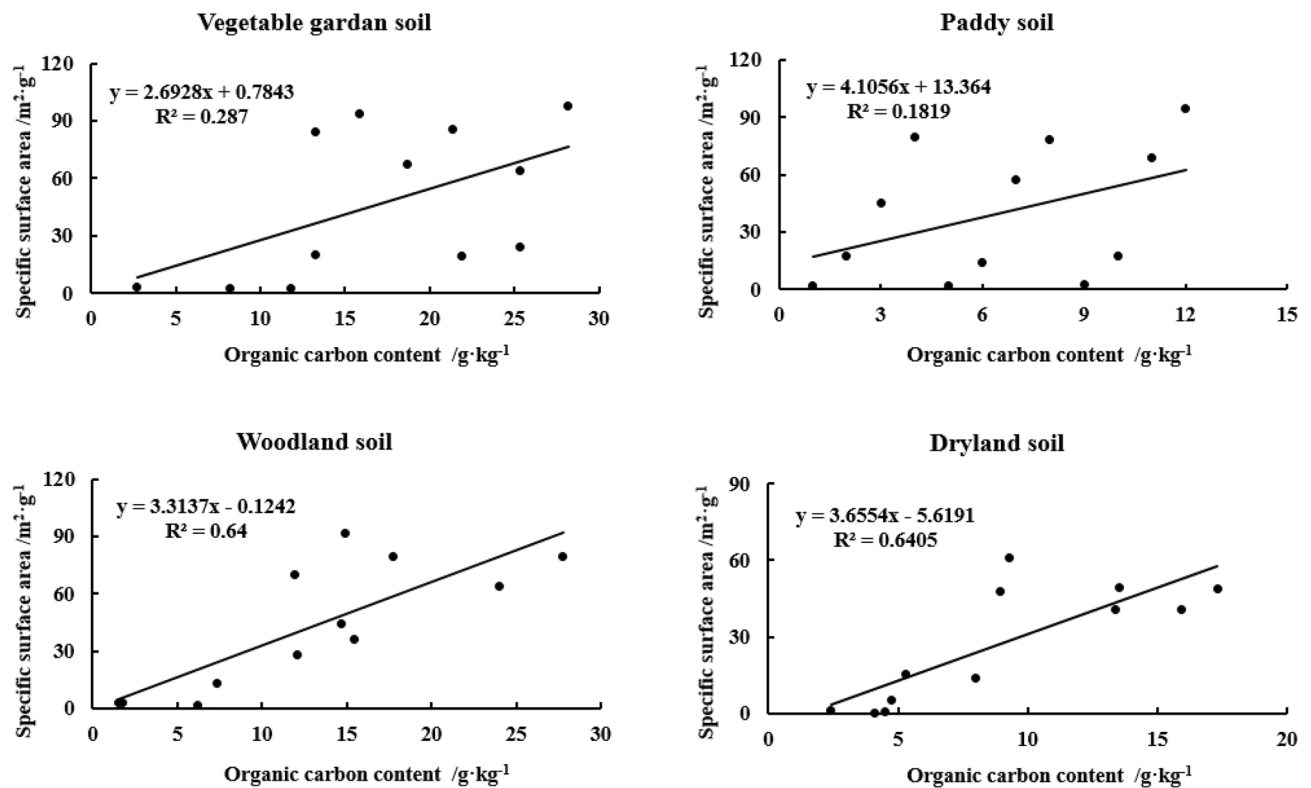 Vegetable gardan soil
Specific surface area /m²·g⁻¹
120
90
60
30
0
y = 2.6928x + 0.7843
R² = 0.287
0 5 10 15 20 25 30
Organic carbon content /g·kg⁻¹
Paddy soil
Specific surface area /m²·g⁻¹
120
90
60
30
0
y = 4.1056x + 13.364
R² = 0.1819
0 3 6 9 12 15
Organic carbon content /g·kg⁻¹
Woodland soil
Specific surface area /m²·g⁻¹
120
90
60
30
0
y = 3.3137x - 0.1242
R² = 0.64
0 5 10 15 20 25 30
Organic carbon content /g·kg⁻¹
Dryland soil
Specific surface area /m²·g⁻¹
90
60
30
0
y = 3.6554x - 5.6191
R² = 0.6405
0 5 10 15 20
Organic carbon content /g·kg⁻¹